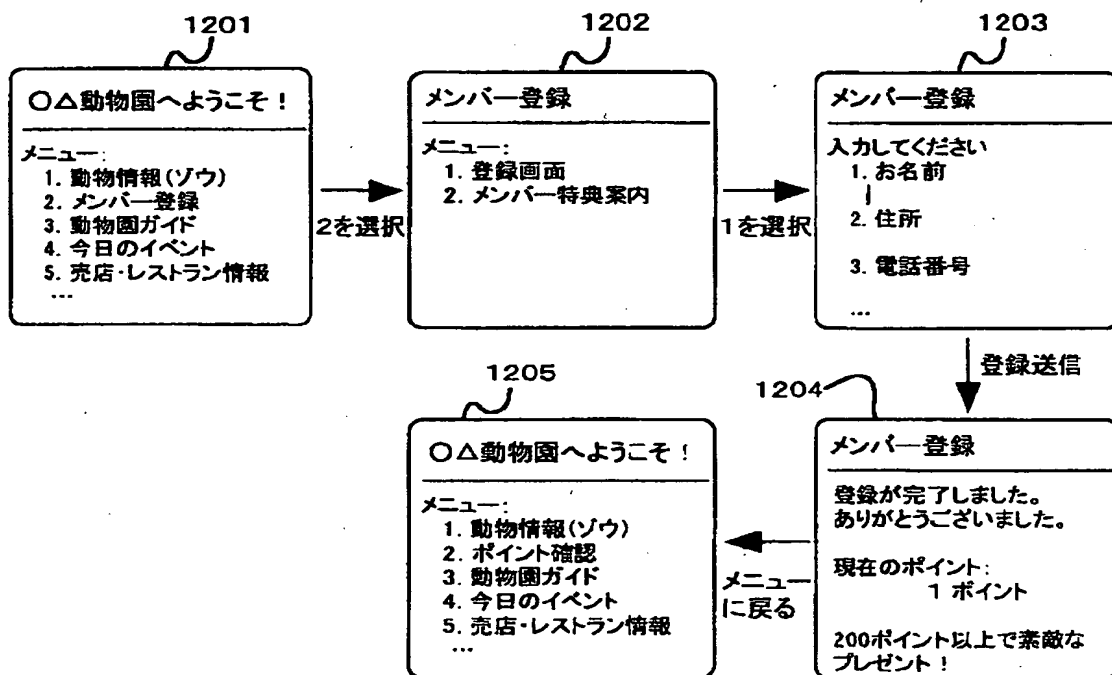 1201
○△動物園へようこそ！
メニュー:
1. 動物情報(ゾウ)
2. メンバー登録
3. 動物園ガイド
4. 今日のイベント
5. 売店・レストラン情報
...
2を選択
1202
メンバー登録
メニュー:
1. 登録画面
2. メンバー特典案内
1を選択
1203
メンバー登録
入力してください
1. お名前
2. 住所
3. 電話番号
...
登録送信
1204
メンバー登録
登録が完了しました。
ありがとうございました。
現在のポイント:
1 ポイント
200ポイント以上で素敵な
プレゼント！
メニュー
に戻る
1205
○△動物園へようこそ！
メニュー:
1. 動物情報(ゾウ)
2. ポイント確認
3. 動物園ガイド
4. 今日のイベント
5. 売店・レストラン情報
...